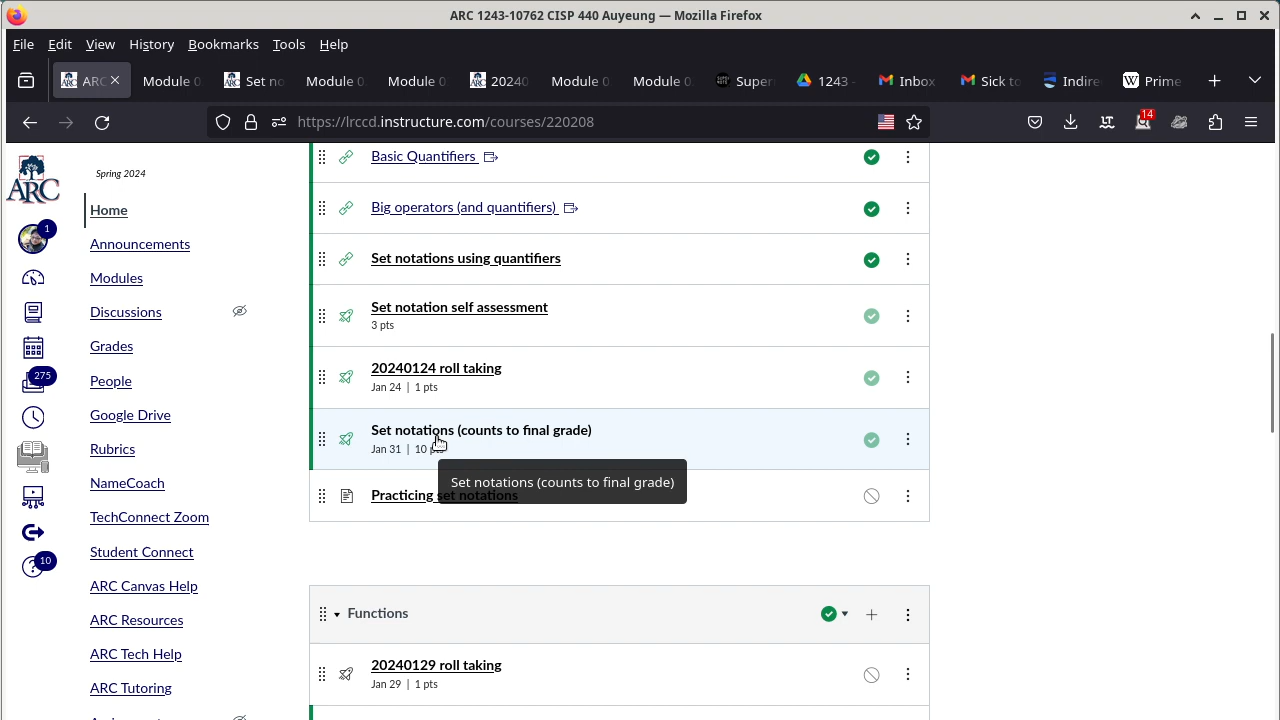 ARC 1243-10762 CISP 440 Auyeung — Mozilla Firefox
File Edit View History Bookmarks Tools Help
ARC Module 0 Set no Module 0 Module 0 20240 Module 0 Module 0 Super 1243 - Inbox Sick to Indire Prime
https://lrccd.instructure.com/courses/220208
14
ARC
Spring 2024
Home
Announcements
Modules
Discussions
Grades
People
Google Drive
Rubrics
NameCoach
TechConnect Zoom
Student Connect
ARC Canvas Help
ARC Resources
ARC Tech Help
ARC Tutoring
1
275
10
Basic Quantifiers
Big operators (and quantifiers)
Set notations using quantifiers
Set notation self assessment
3 pts
20240124 roll taking
Jan 24 | 1 pts
Set notations (counts to final grade)
Jan 31 | 10 pts
Set notations (counts to final grade)
Practicing set notations
Functions
20240129 roll taking
Jan 29 | 1 pts